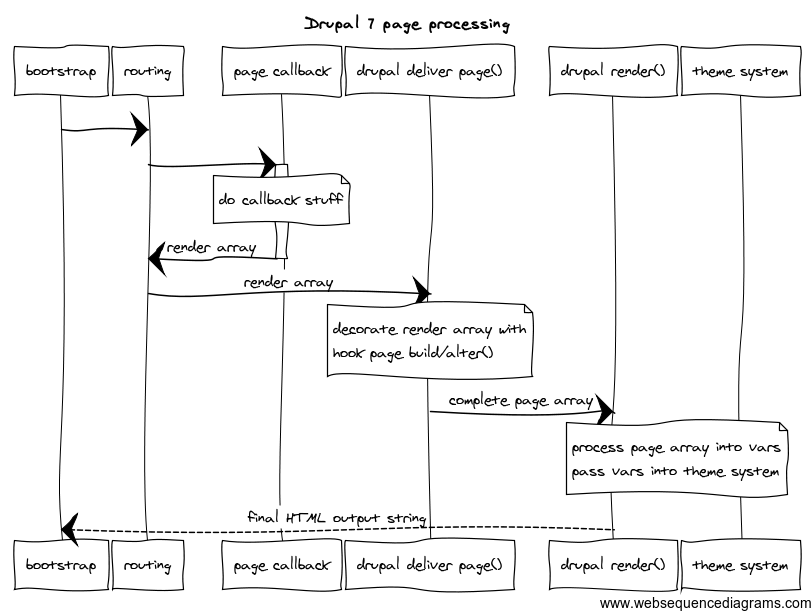 Drupal 7 page processing
bootstrap
routing
page callback
drupal deliver page()
drupal render()
theme system
do callback stuff
render array
render array
decorate render array with
hook page build/alter()
complete page array
process page array into vars
pass vars into theme system
final HTML output string
bootstrap
routing
page callback
drupal deliver page()
drupal render()
theme system
www.websequencediagrams.com